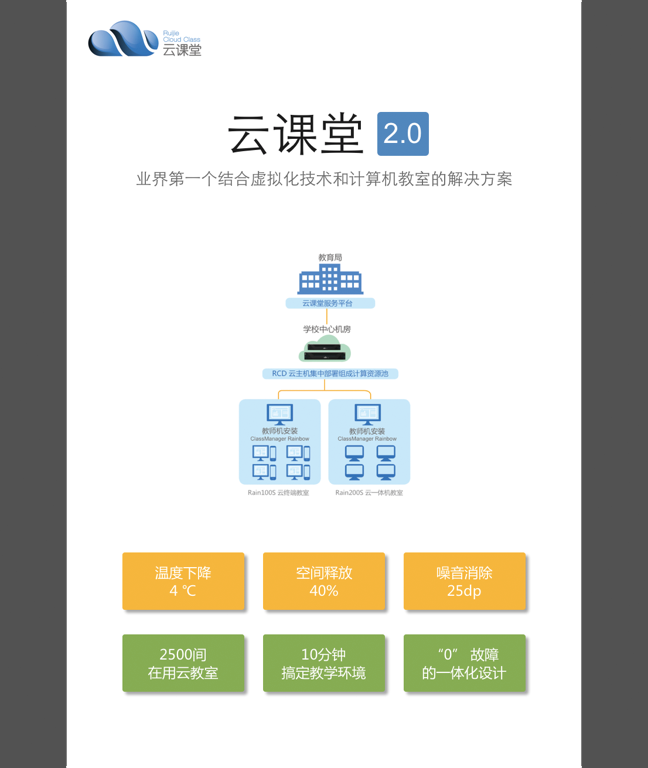 Ruijie
Cloud Class
云课堂
云课堂 2.0
业界第一个结合虚拟化技术和计算机教室的解决方案
教育局
云课堂服务平台
学校中心机房
RCD 云主机集中部署组成计算资源池
教师机安装
ClassManager Rainbow
教师机安装
ClassManager Rainbow
Rain100S 云终端教室
Rain200S 云一体机教室
温度下降
4 ℃
空间释放
40%
噪音消除
25dp
2500间
在用云教室
10分钟
搞定教学环境
“0” 故障
的一体化设计